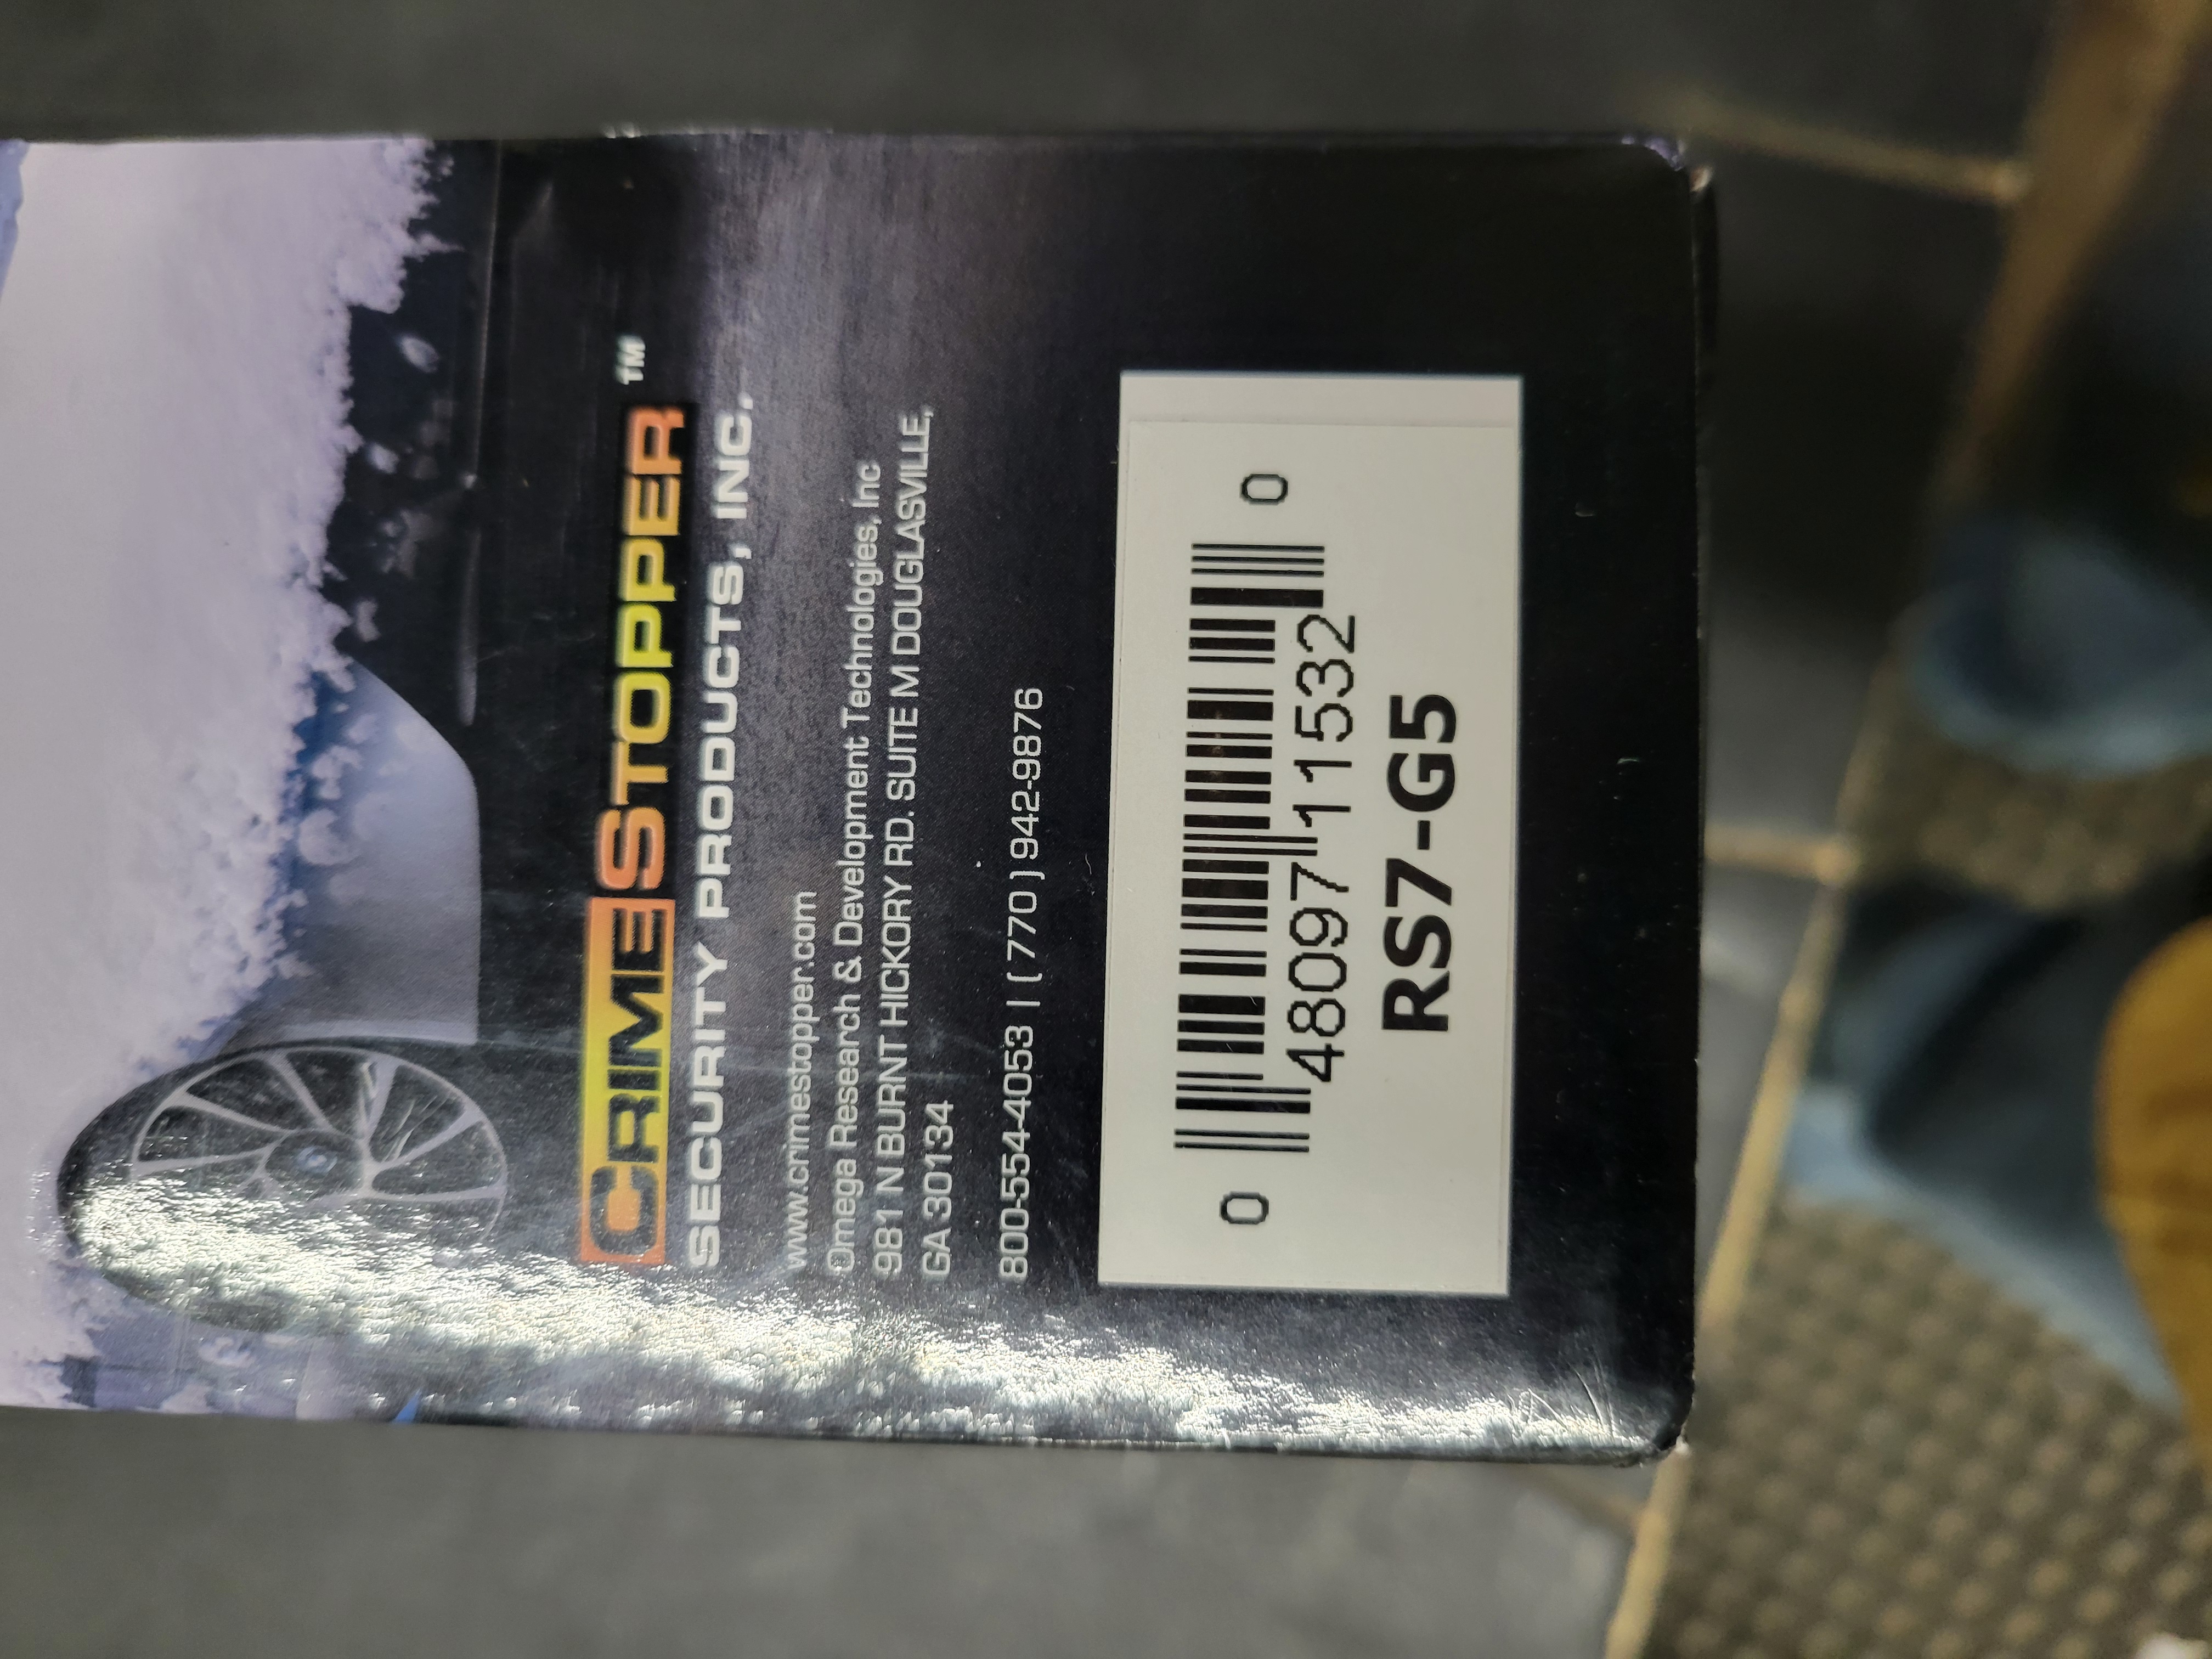 CRIMESTOPPER™
SECURITY PRODUCTS, INC.
www.crimestopper.com
Omega Research & Development Technologies, Inc
981 N BURNT HICKORY RD. SUITE M DOUGLASVILLE,
GA 30134
800-554-4053 | ( 770 ) 942-9876
0 48097 11532 0
RS7-G5